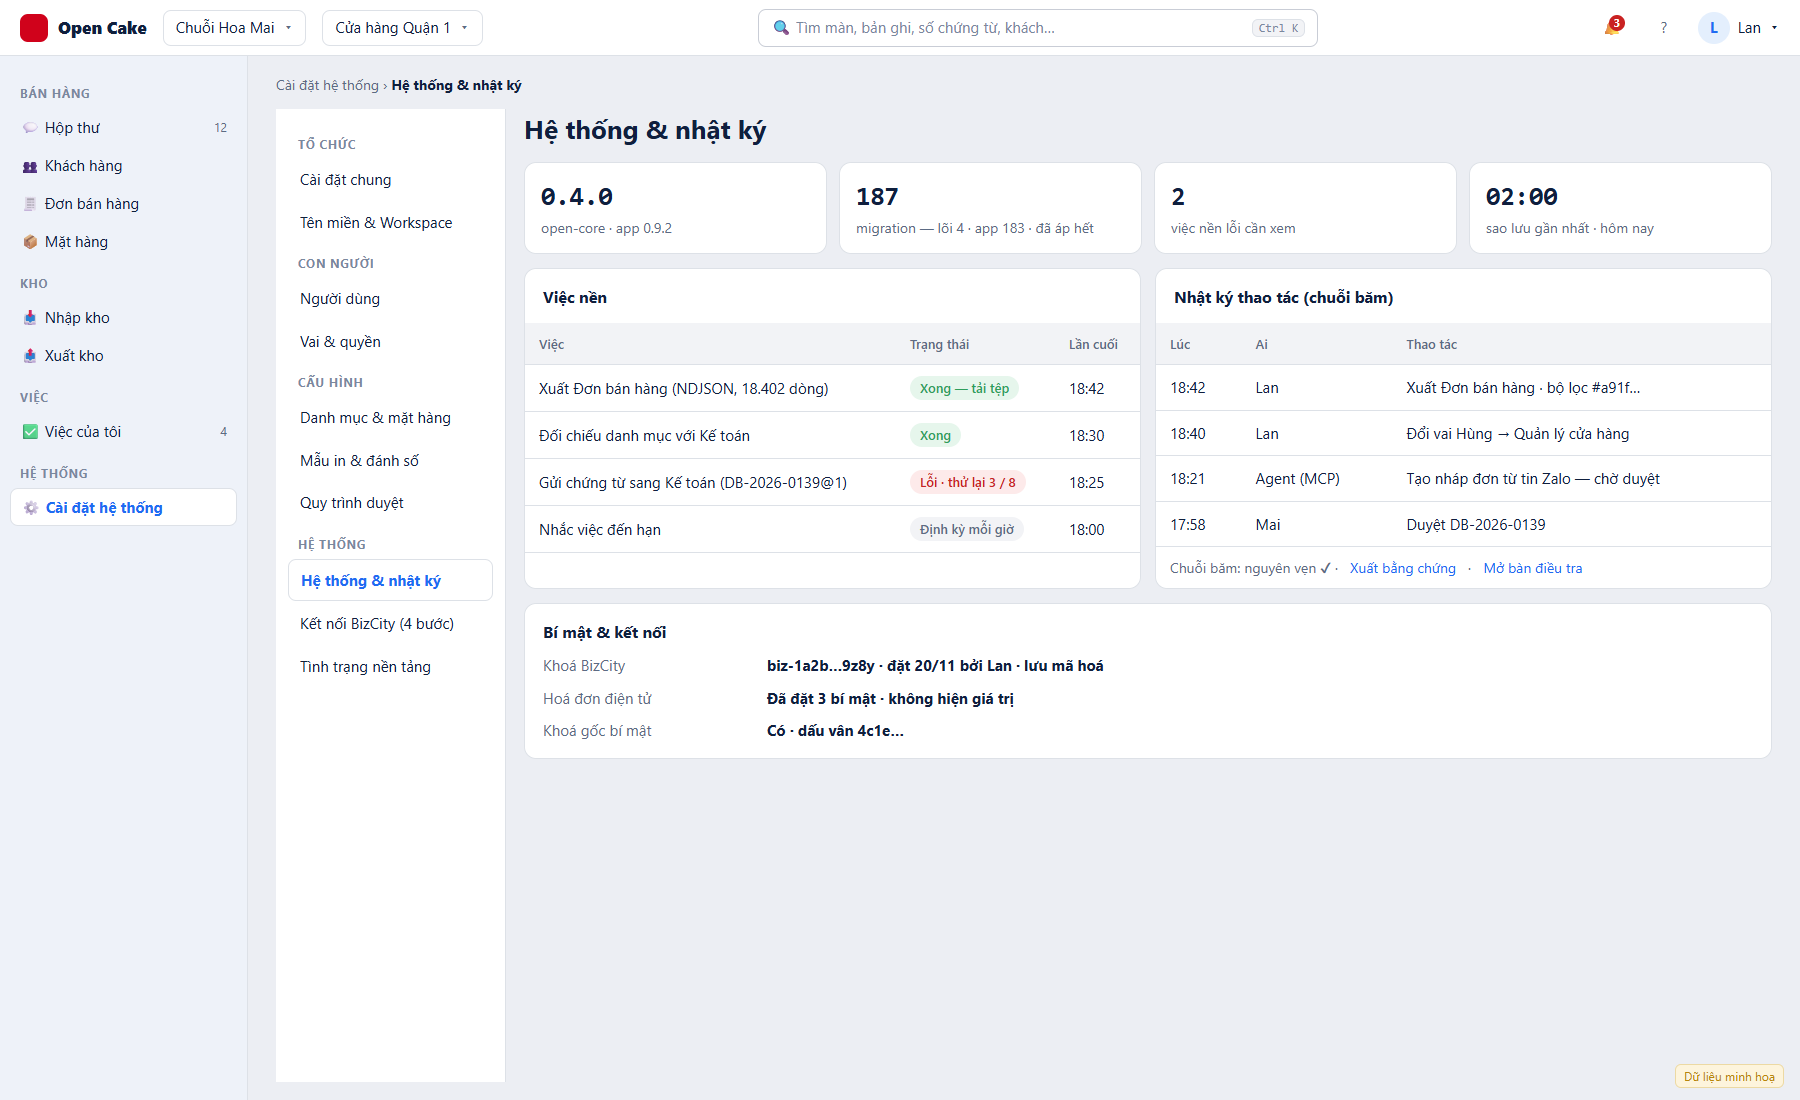 Open Cake
Chuỗi Hoa Mai
Cửa hàng Quận 1
Tìm màn, bản ghi, số chứng từ, khách...
Ctrl K
3
?
L
Lan
BÁN HÀNG
Hộp thư 12
Khách hàng
Đơn bán hàng
Mặt hàng
KHO
Nhập kho
Xuất kho
VIỆC
Việc của tôi 4
HỆ THỐNG
Cài đặt hệ thống
Cài đặt hệ thống › Hệ thống & nhật ký
TỔ CHỨC
Cài đặt chung
Tên miền & Workspace
CON NGƯỜI
Người dùng
Vai & quyền
CẤU HÌNH
Danh mục & mặt hàng
Mẫu in & đánh số
Quy trình duyệt
HỆ THỐNG
Hệ thống & nhật ký
Kết nối BizCity (4 bước)
Tình trạng nền tảng
Hệ thống & nhật ký
0.4.0
open-core · app 0.9.2
187
migration — lõi 4 · app 183 · đã áp hết
2
việc nền lỗi cần xem
02:00
sao lưu gần nhất · hôm nay
Việc nền
Việc Trạng thái Lần cuối
Xuất Đơn bán hàng (NDJSON, 18.402 dòng) Xong — tải tệp 18:42
Đối chiếu danh mục với Kế toán Xong 18:30
Gửi chứng từ sang Kế toán (DB-2026-0139@1) Lỗi · thử lại 3 / 8 18:25
Nhắc việc đến hạn Định kỳ mỗi giờ 18:00
Nhật ký thao tác (chuỗi băm)
Lúc Ai Thao tác
18:42 Lan Xuất Đơn bán hàng · bộ lọc #a91f...
18:40 Lan Đổi vai Hùng → Quản lý cửa hàng
18:21 Agent (MCP) Tạo nháp đơn từ tin Zalo — chờ duyệt
17:58 Mai Duyệt DB-2026-0139
Chuỗi băm: nguyên vẹn ✓ · Xuất bằng chứng · Mở bàn điều tra
Bí mật & kết nối
Khoá BizCity biz-1a2b...9z8y · đặt 20/11 bởi Lan · lưu mã hoá
Hoá đơn điện tử Đã đặt 3 bí mật · không hiện giá trị
Khoá gốc bí mật Có · dấu vân 4c1e...
Dữ liệu minh hoạ